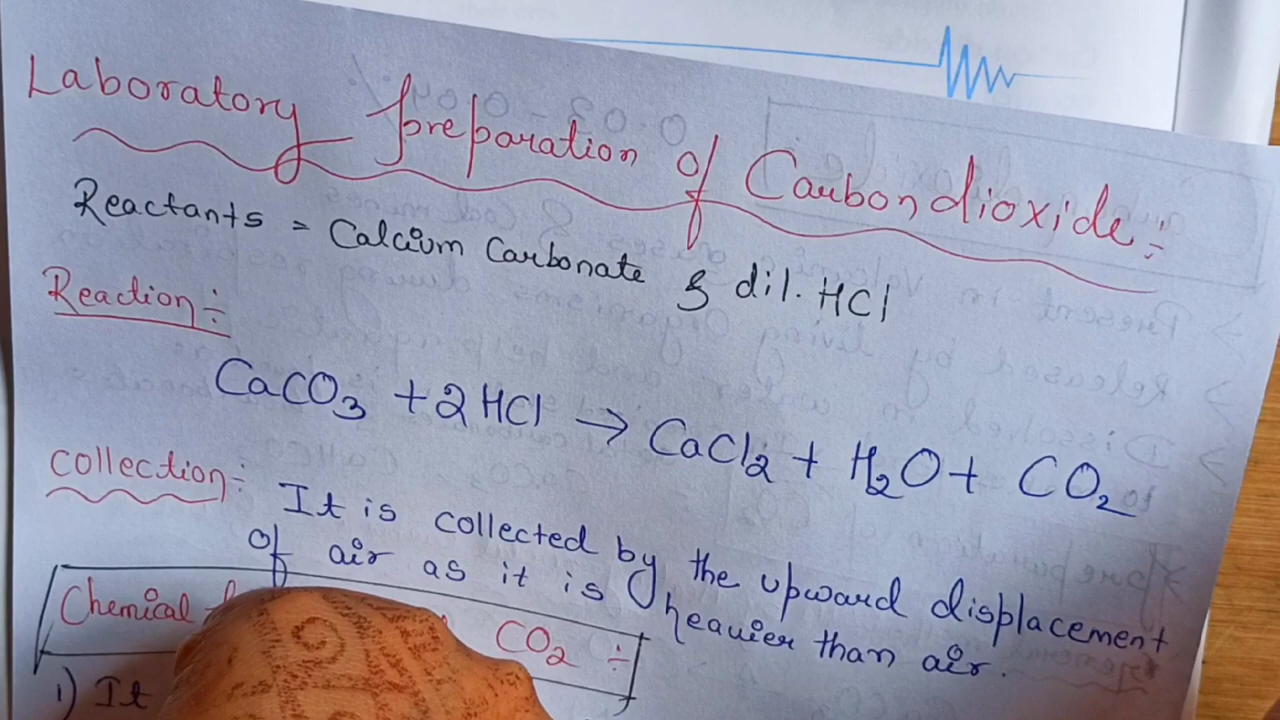 Laboratory preparation of Carbondioxide:-
Reactants = Calcium Carbonate & dil. HCl
Reaction:-
CaCO3 + 2HCl → CaCl2 + H2O + CO2
Collection:- It is collected by the upward displacement
of air as it is heavier than air.
Chemical CO2 :-
1) It